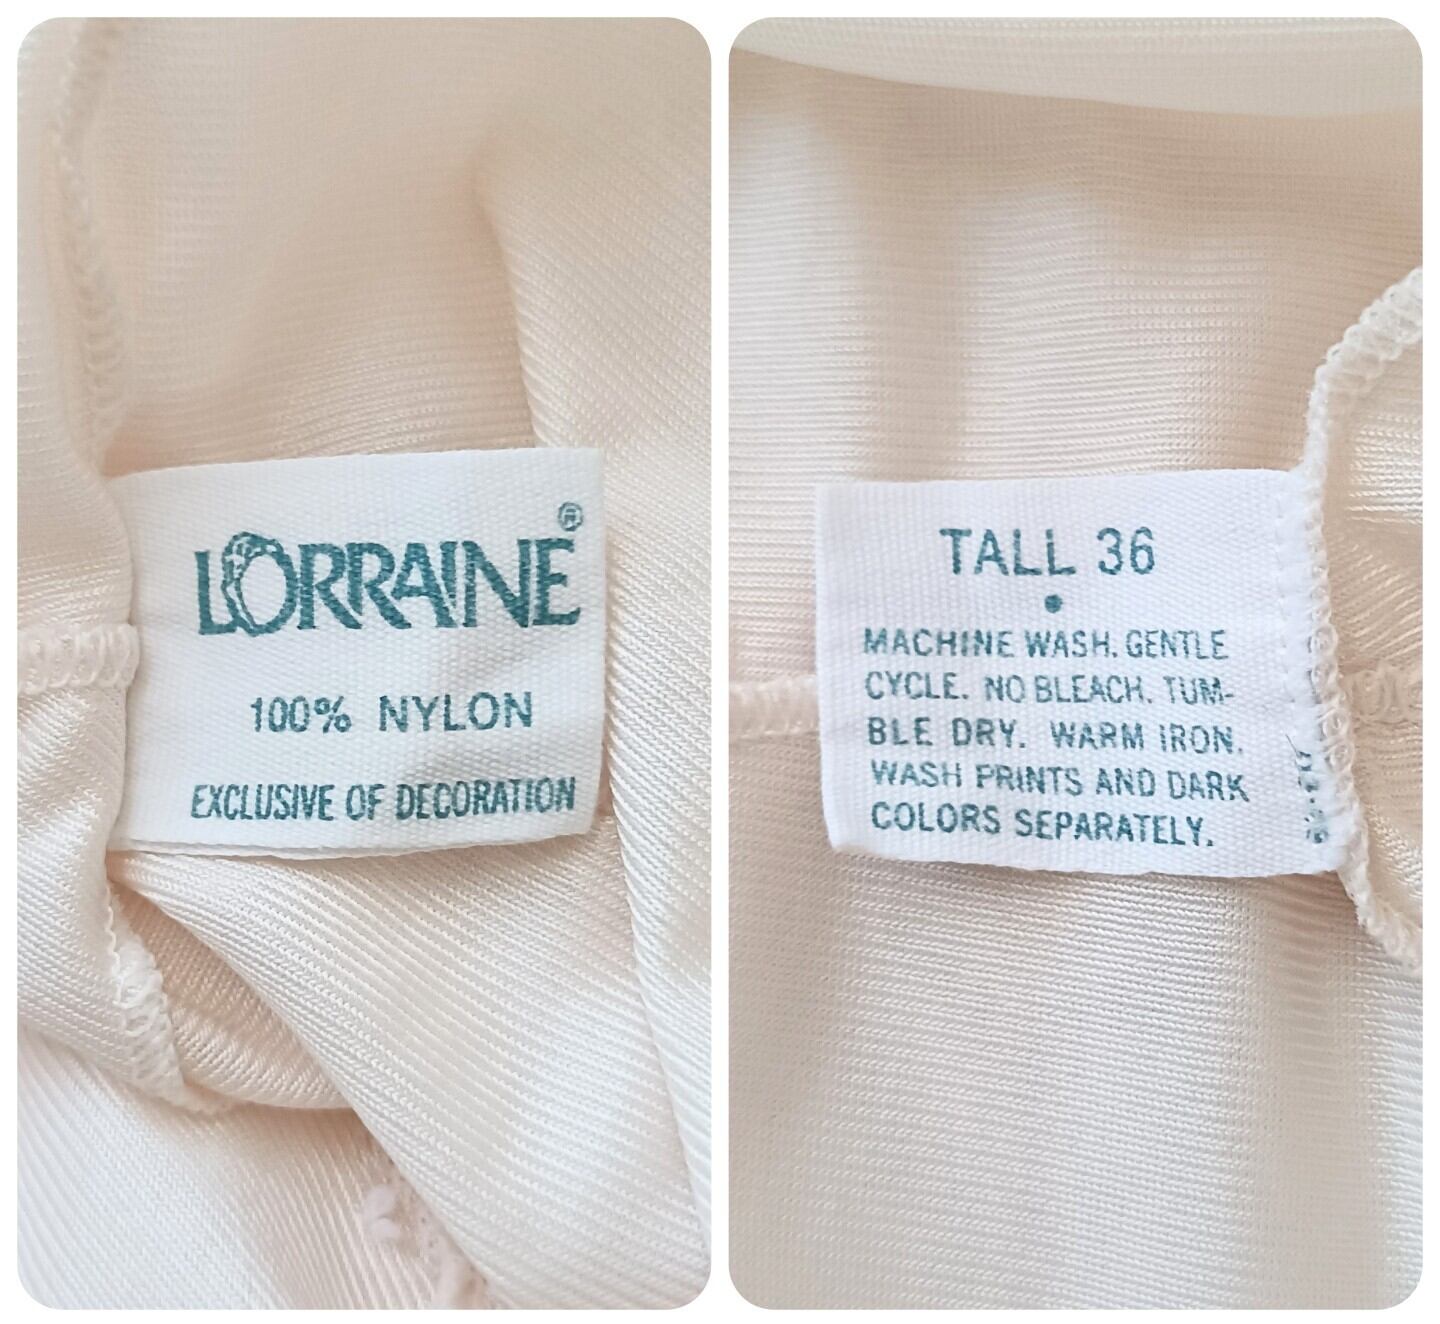 LORRAINE®
100% NYLON
EXCLUSIVE OF DECORATION
TALL 36
•
MACHINE WASH. GENTLE
CYCLE. NO BLEACH. TUM-
BLE DRY. WARM IRON.
WASH PRINTS AND DARK
COLORS SEPARATELY.